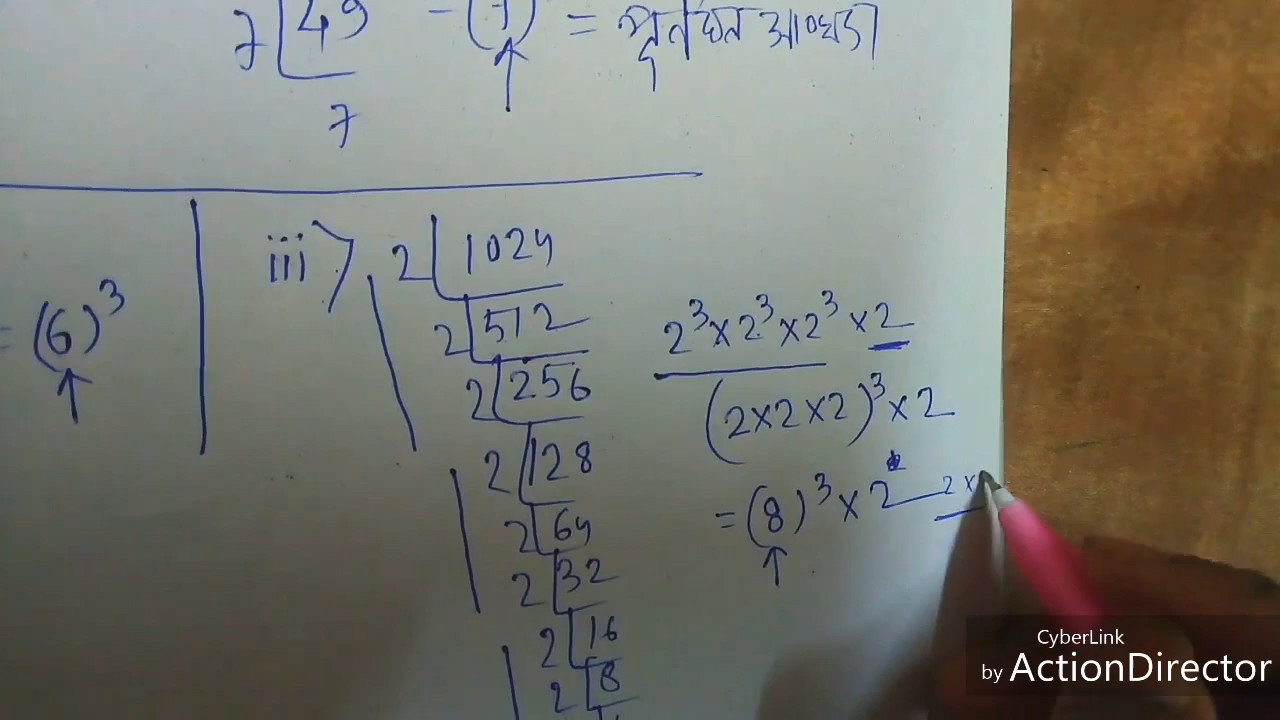 7 49 - (7) = পূর্নঘন আংখ্যা
7
= (6)³
iii) 2 1024
2 512
2 256
2 128
2 64
2 32
2 16
2 8
2³×2³×2³×2
(2×2×2)³×2
= (8)³×2 2×
CyberLink
by ActionDirector